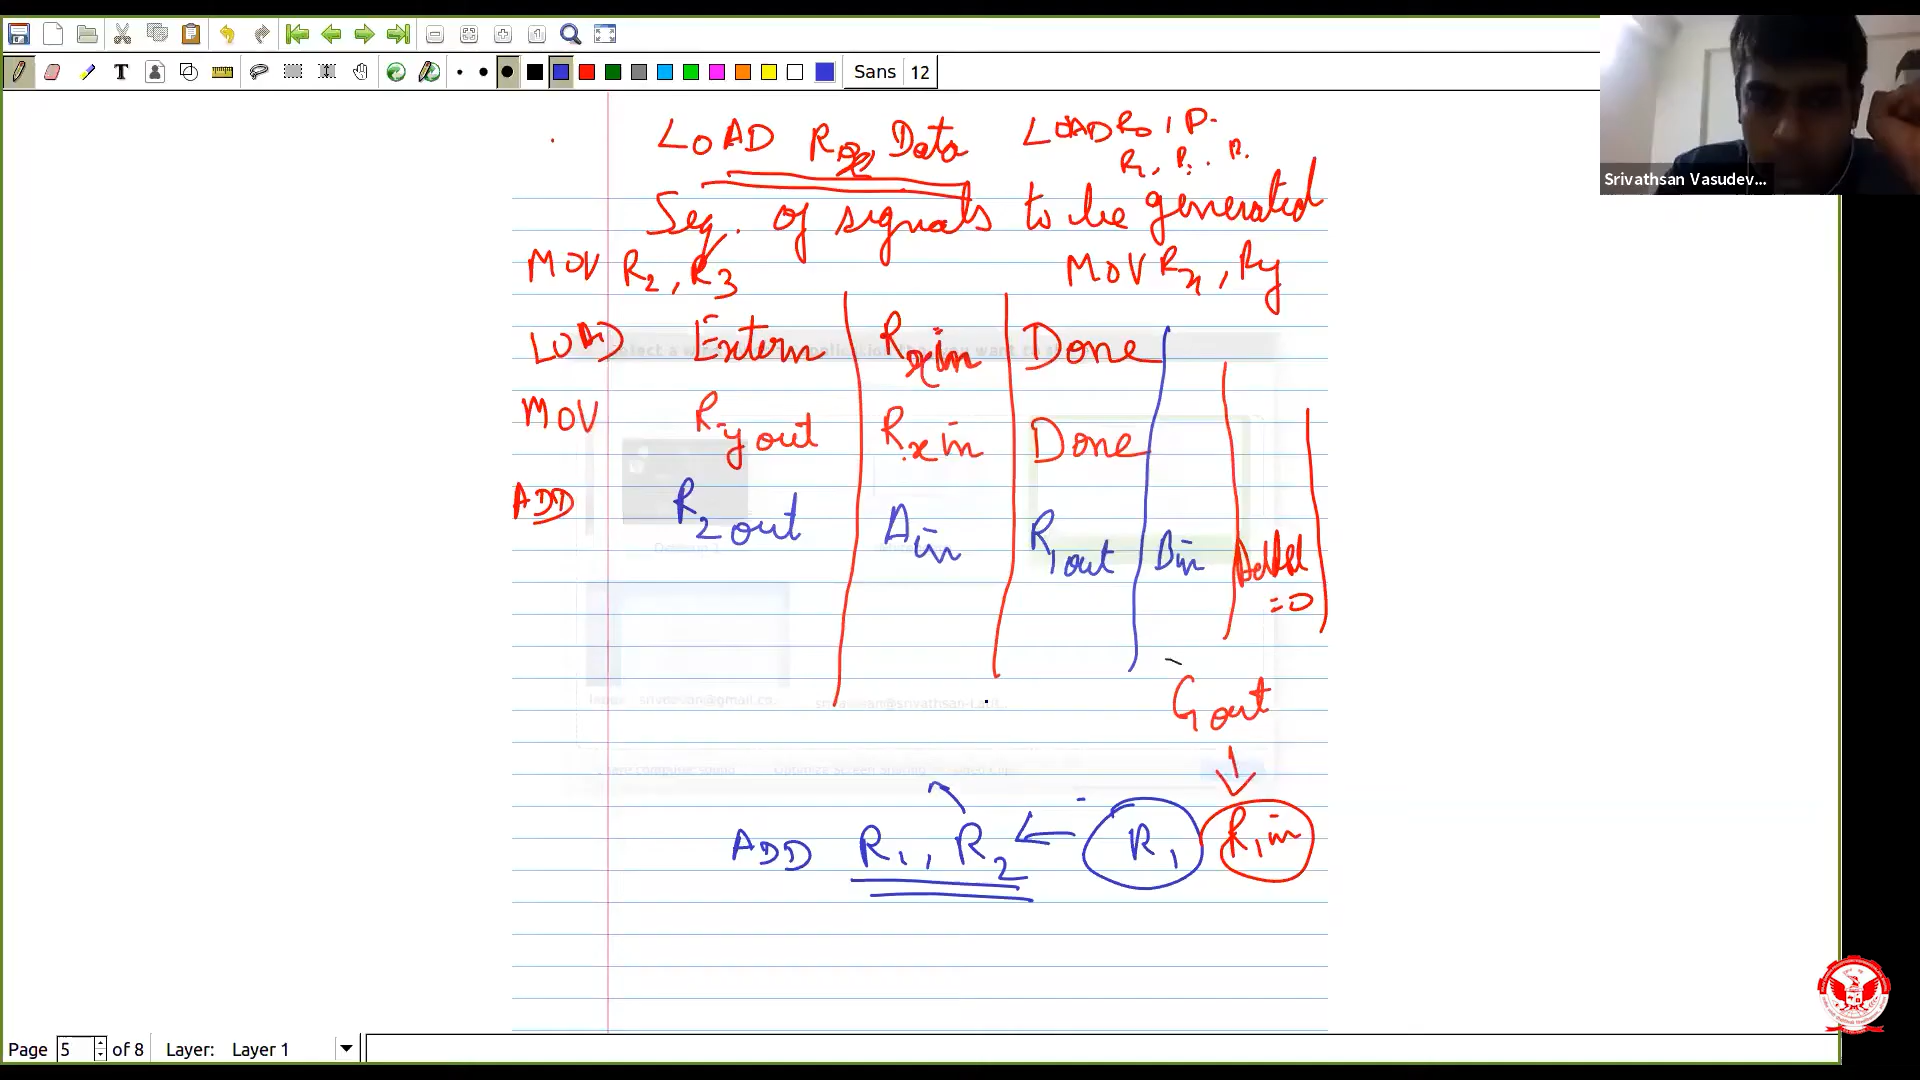 Sans 12
Srivathsan Vasudev...
LOAD Rx, Data LOAD R0, D.
R1, D. . D.
Seq. of signals to be generated
MOV R2, R3 MOV Rx, Ry
LOAD Extern Rxin Done
MOV Ryout Rxin Done
ADD R2out Ain R1out Bin
=0
Gout
ADD R1, R2 ← R1 R1in
Page 5 of 8 Layer: Layer 1